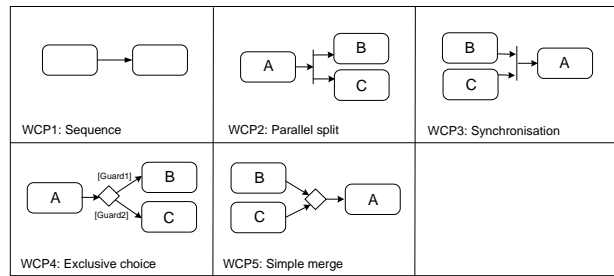 A
B
C
B
C
A
WCP1: Sequence
WCP2: Parallel split
WCP3: Synchronisation
A
[Guard1]
[Guard2]
B
C
B
C
A
WCP4: Exclusive choice
WCP5: Simple merge